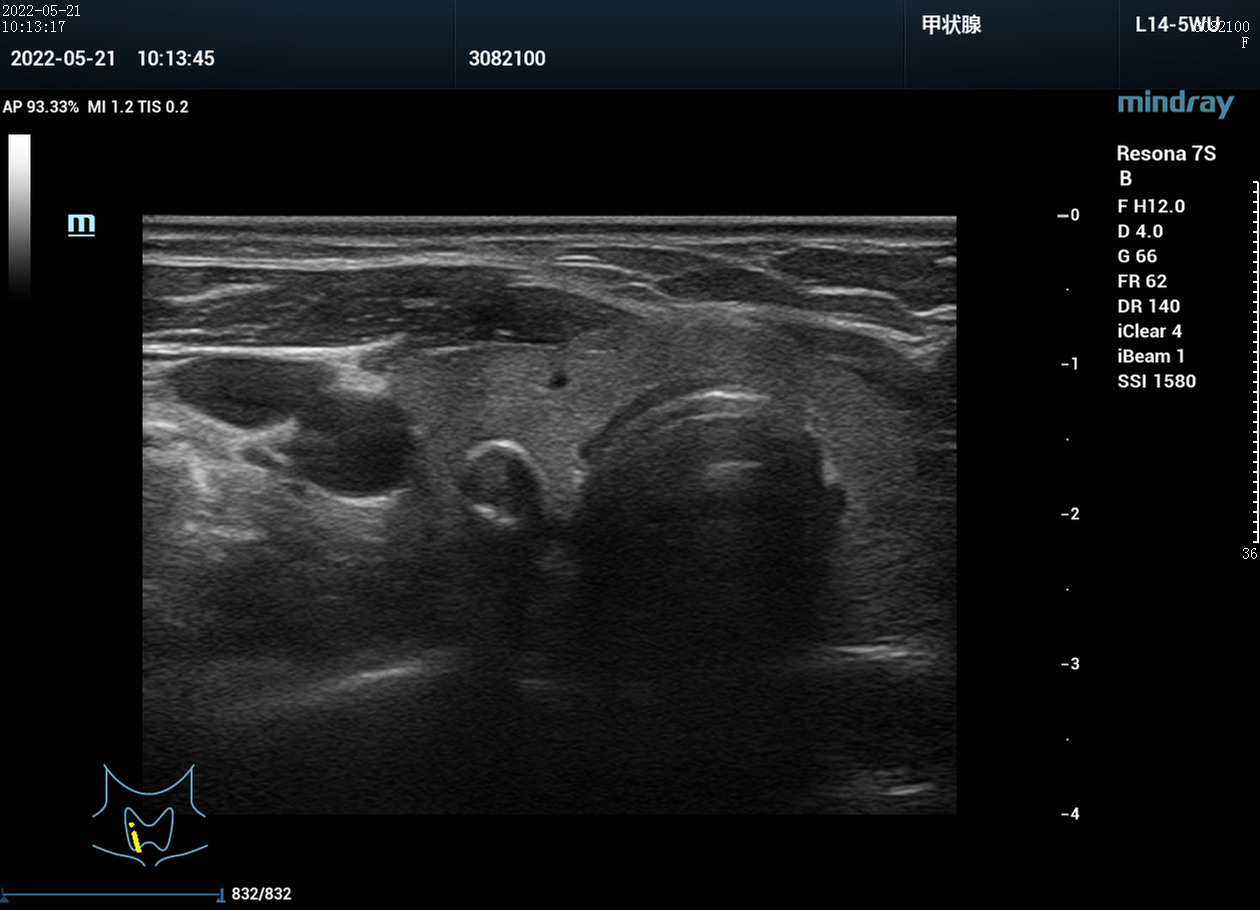 2022-05-21
10:13:17
2022-05-21 10:13:45
3082100
甲状腺
L14-5WU
3082100
F
AP 93.33% MI 1.2 TIS 0.2
mindray
m
Resona 7S
B
F H12.0
D 4.0
G 66
FR 62
DR 140
iClear 4
iBeam 1
SSI 1580
0
-1
-2
-3
-4
36
832/832